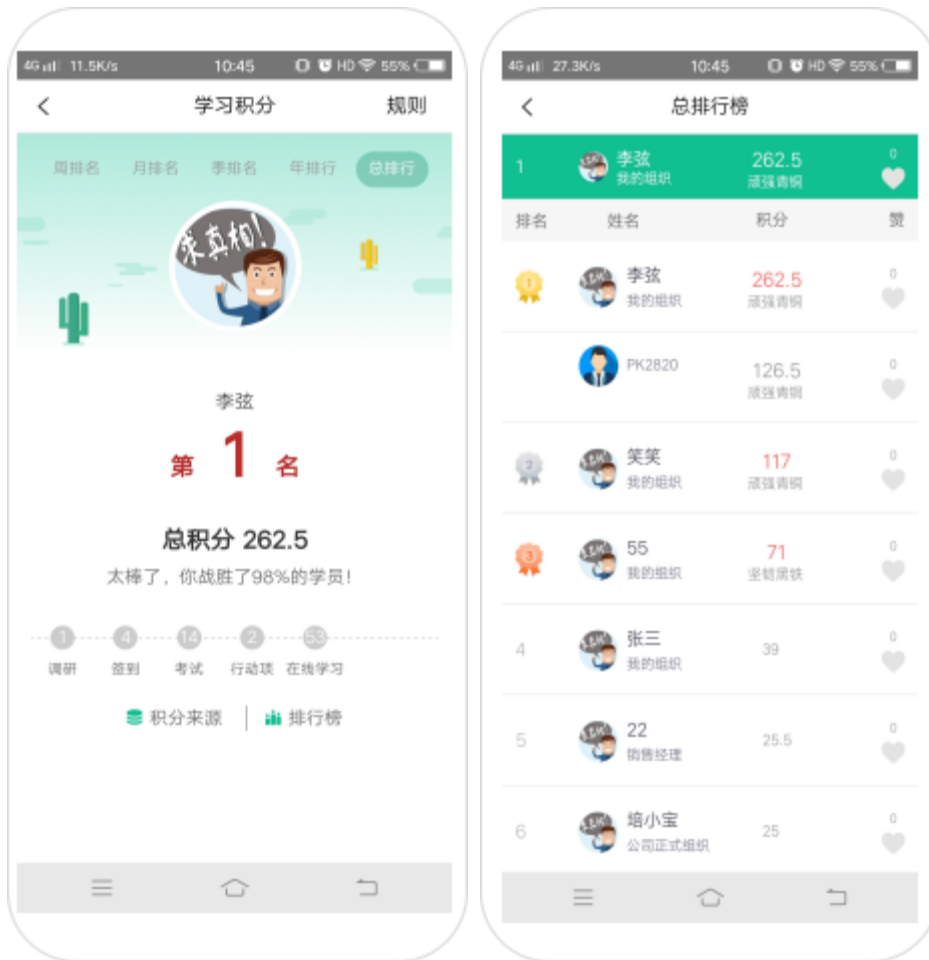 4G 11.5K/s 10:45 HD 55%
学习积分 规则
周排名 月排名 季排名 年排行 总排行
求真相!
李弦
第 1 名
总积分 262.5
太棒了，你战胜了98%的学员！
1 4 14 2 53
调研 签到 考试 行动项 在线学习
积分来源 排行榜
4G 27.3K/s 10:45 HD 55%
总排行榜
1 李弦 262.5 0
我的组织 顽强青铜
排名 姓名 积分 赞
1 李弦 262.5 0
我的组织 顽强青铜
PK2820 126.5 0
顽强青铜
2 笑笑 117 0
我的组织 顽强青铜
3 55 71 0
我的组织 坚韧黑铁
4 张三 39 0
我的组织
5 22 25.5 0
销售经理
6 培小宝 25 0
公司正式组织